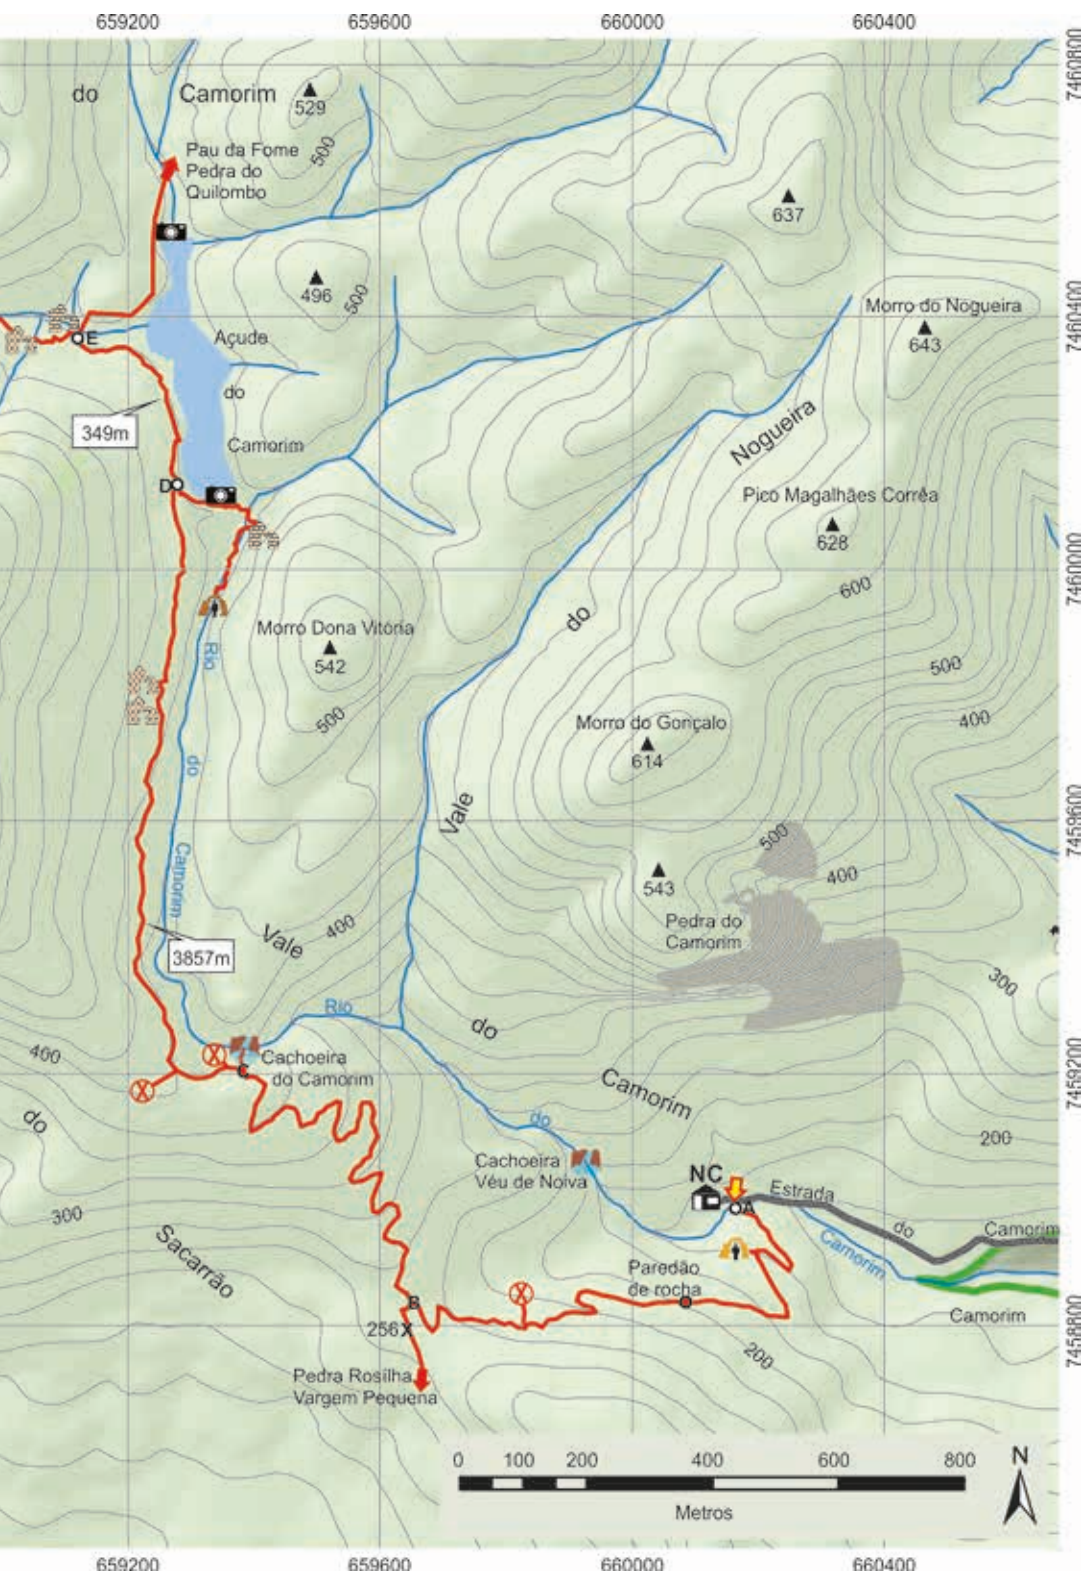 659200
659600
660000
660400
7460800
do
Camorim
529
500
Pau da Fome
Pedra do
Quilombo
637
496
500
Morro do Nogueira
643
7460400
E
Açude
do
Camorim
349m
D
Nogueira
Pico Magalhães Corrêa
628
600
7460000
Morro Dona Vitória
542
500
do
Rio
do
Camorim
500
400
Morro do Gonçalo
614
Vale
7459600
500
400
543
Pedra do
Camorim
Vale
400
3857m
300
Rio
do
Camorim
400
Cachoeira
do Camorim
C
7459200
do
200
do
Cachoeira
Véu de Noiva
NC
A
Estrada
do
Camorim
Camorim
300
Sacarrão
Paredão
de rocha
B
256X
Camorim
7458800
200
Pedra Rosilha
Vargem Pequena
0 100 200 400 600 800
Metros
N
659200
659600
660000
660400